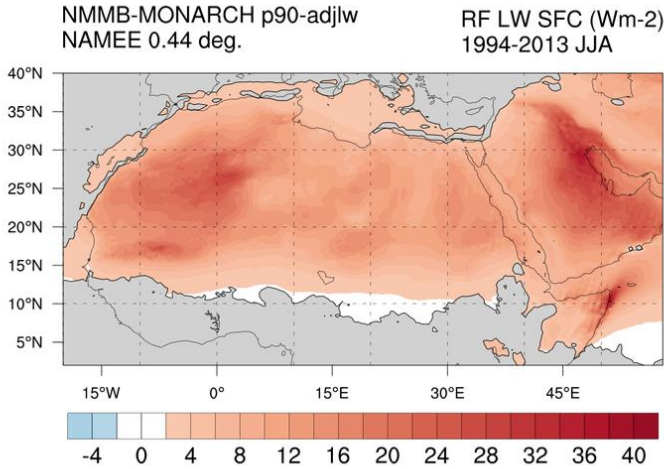 NMMB-MONARCH p90-adjlw
NAMEE 0.44 deg.
RF LW SFC (Wm-2)
1994-2013 JJA
40°N
35°N
30°N
25°N
20°N
15°N
10°N
5°N
15°W 0° 15°E 30°E 45°E
-4 0 4 8 12 16 20 24 28 32 36 40